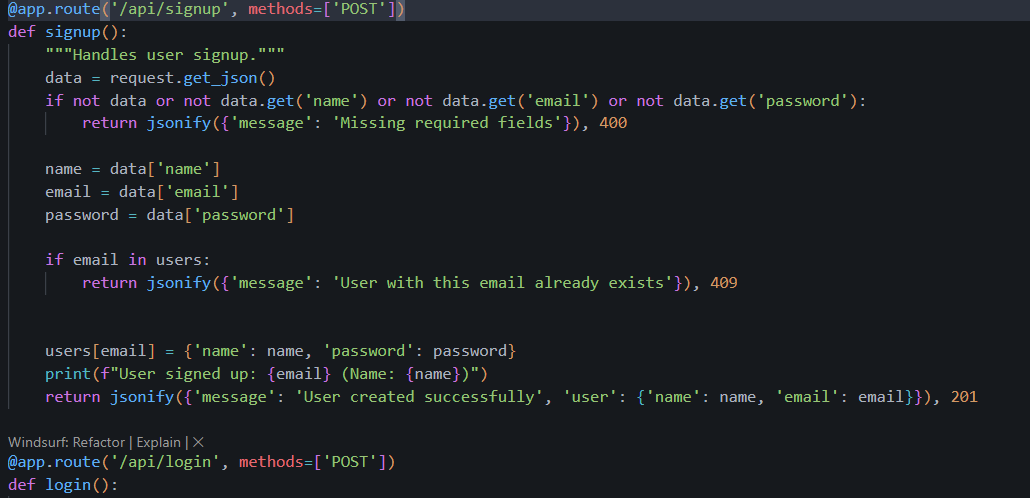 @app.route('/api/signup', methods=['POST'])
def signup():
    """Handles user signup."""
    data = request.get_json()
    if not data or not data.get('name') or not data.get('email') or not data.get('password'):
        return jsonify({'message': 'Missing required fields'}), 400

    name = data['name']
    email = data['email']
    password = data['password']

    if email in users:
        return jsonify({'message': 'User with this email already exists'}), 409


    users[email] = {'name': name, 'password': password}
    print(f"User signed up: {email} (Name: {name})")
    return jsonify({'message': 'User created successfully', 'user': {'name': name, 'email': email}}), 201

Windsurf: Refactor | Explain | ✕
@app.route('/api/login', methods=['POST'])
def login():